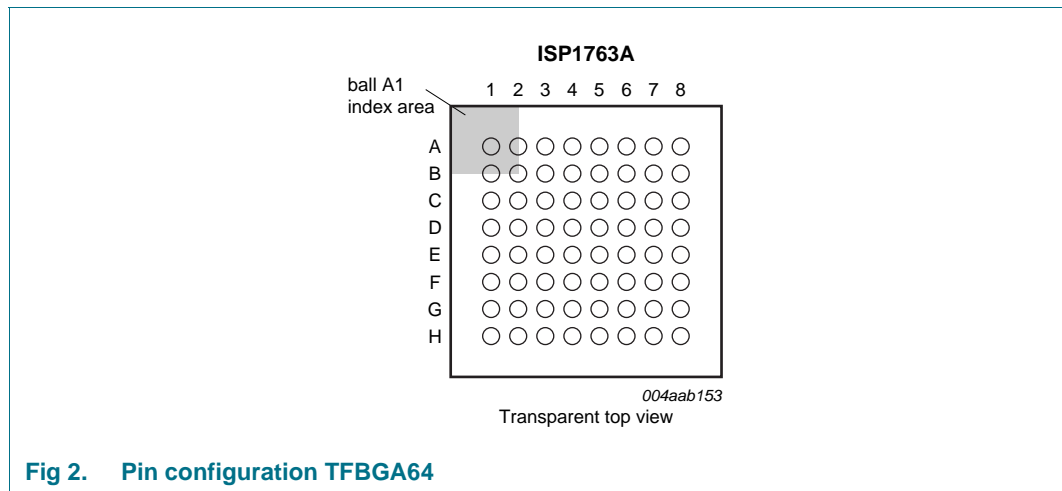 ISP1763A
ball A1
index area
1 2 3 4 5 6 7 8
A
B
C
D
E
F
G
H
004aab153
Transparent top view
Fig 2. Pin configuration TFBGA64